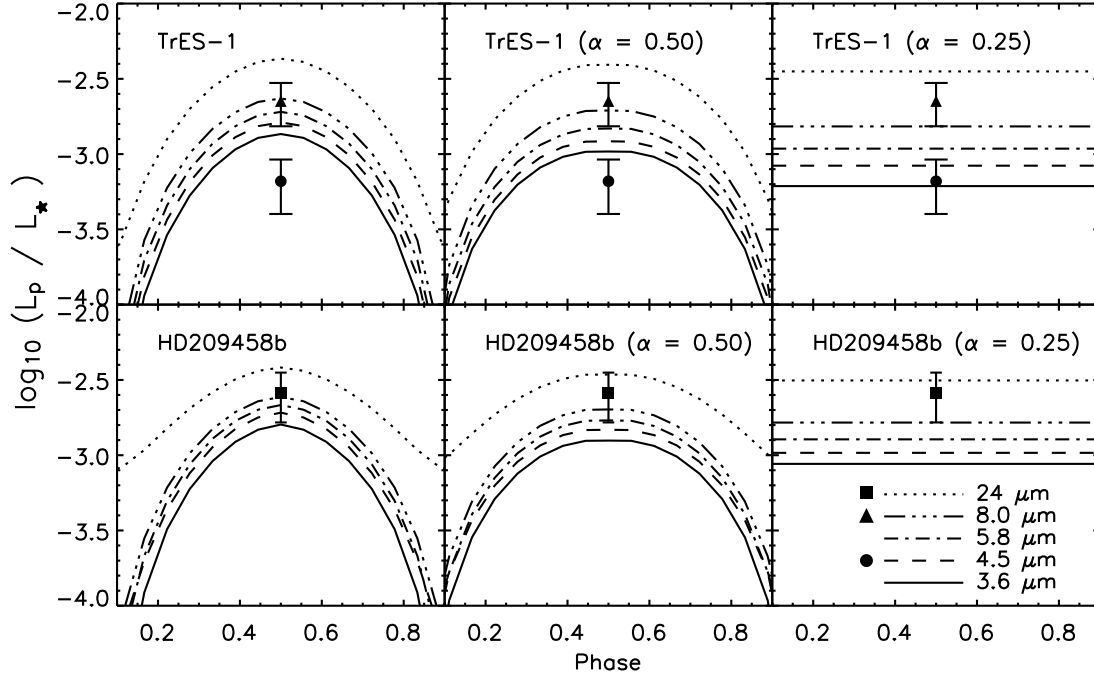 TrES-1
TrES-1 (α = 0.50)
TrES-1 (α = 0.25)
-2.0
-2.5
-3.0
-3.5
-4.0
HD209458b
HD209458b (α = 0.50)
HD209458b (α = 0.25)
-2.0
-2.5
-3.0
-3.5
-4.0
log₁₀ (Lₚ / L★)
24 μm
8.0 μm
5.8 μm
4.5 μm
3.6 μm
0.2 0.4 0.6 0.8 0.2 0.4 0.6 0.8 0.2 0.4 0.6 0.8
Phase